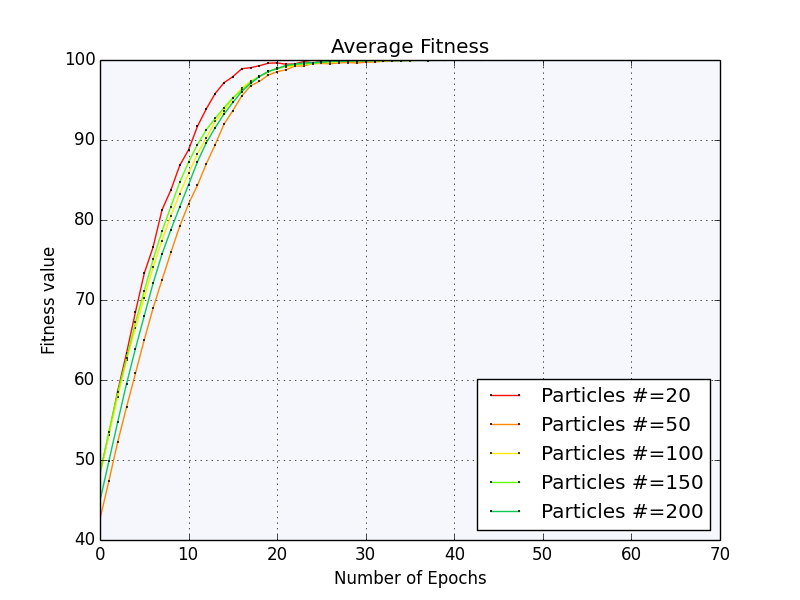 Average Fitness
100
90
80
70
60
50
40
Fitness value
0 10 20 30 40 50 60 70
Number of Epochs
Particles #=20
Particles #=50
Particles #=100
Particles #=150
Particles #=200